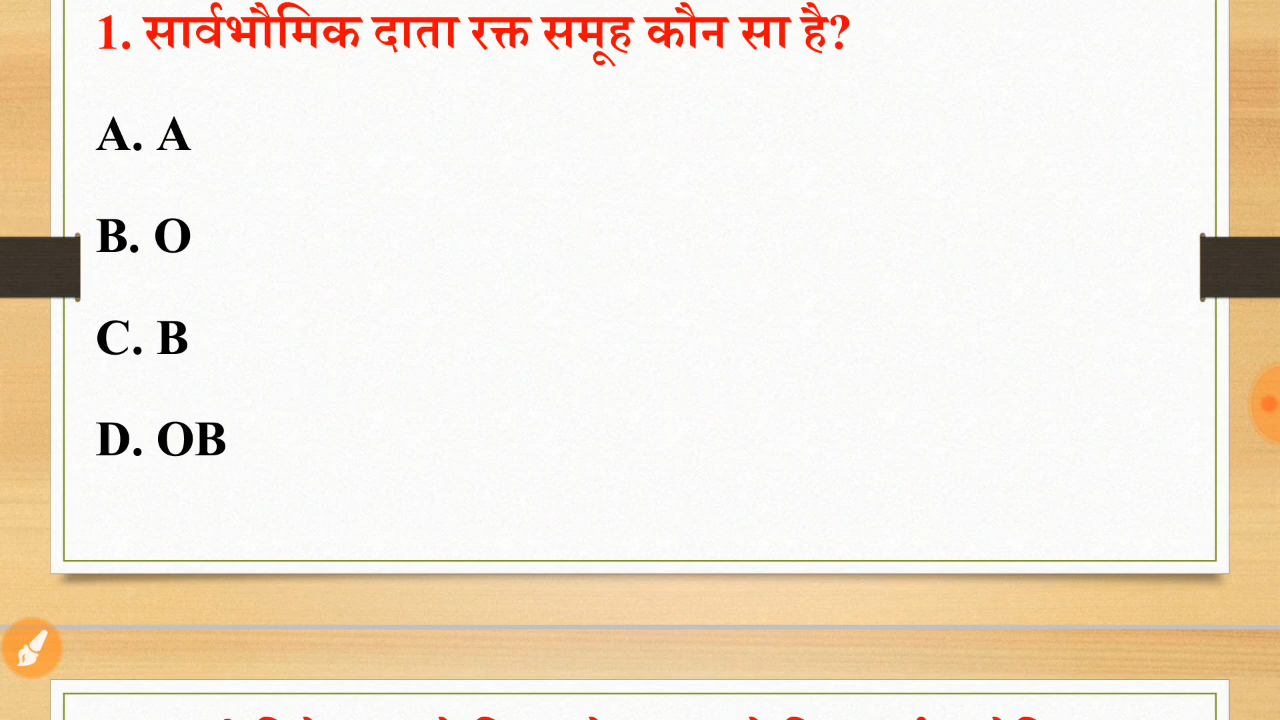 1. सार्वभौमिक दाता रक्त समूह कौन सा है?
A. A
B. O
C. B
D. OB